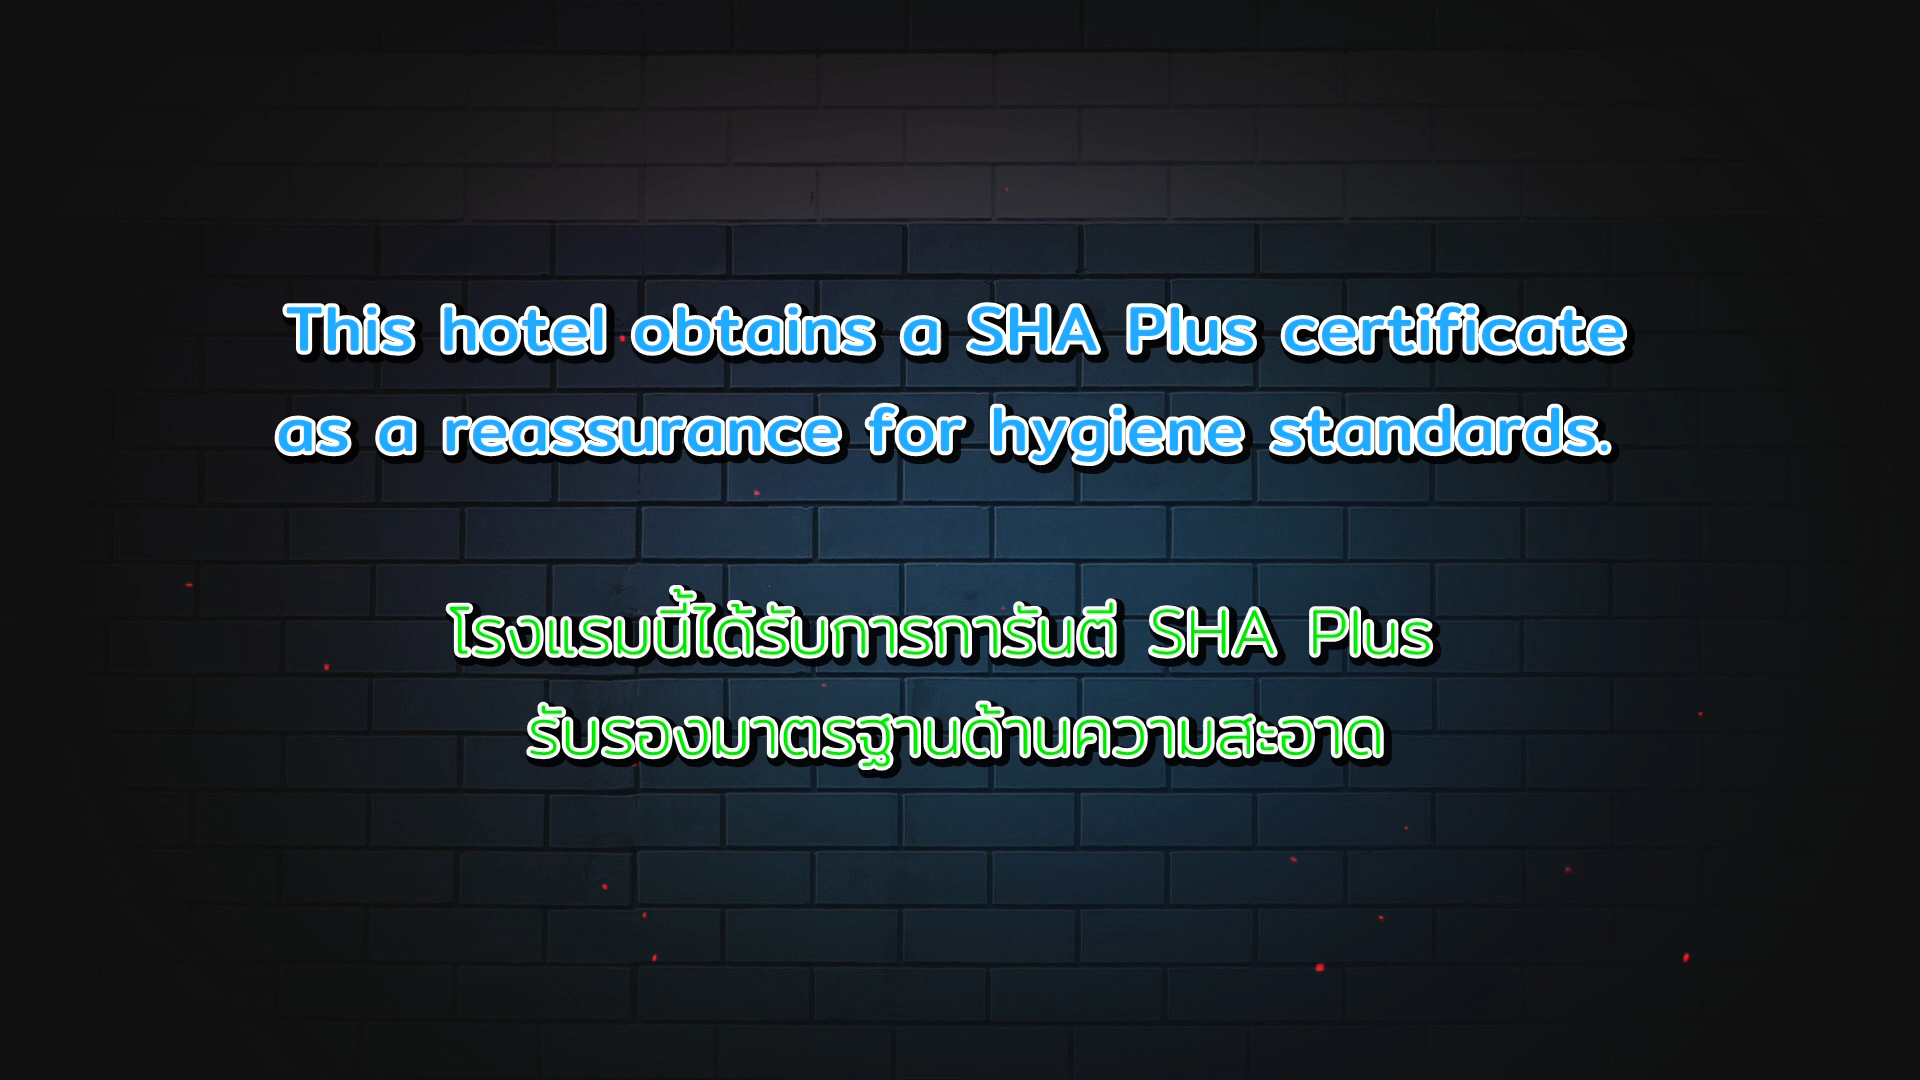 This hotel obtains a SHA Plus certificate
as a reassurance for hygiene standards.
โรงแรมนี้ได้รับการการันตี SHA Plus
รับรองมาตรฐานด้านความสะอาด